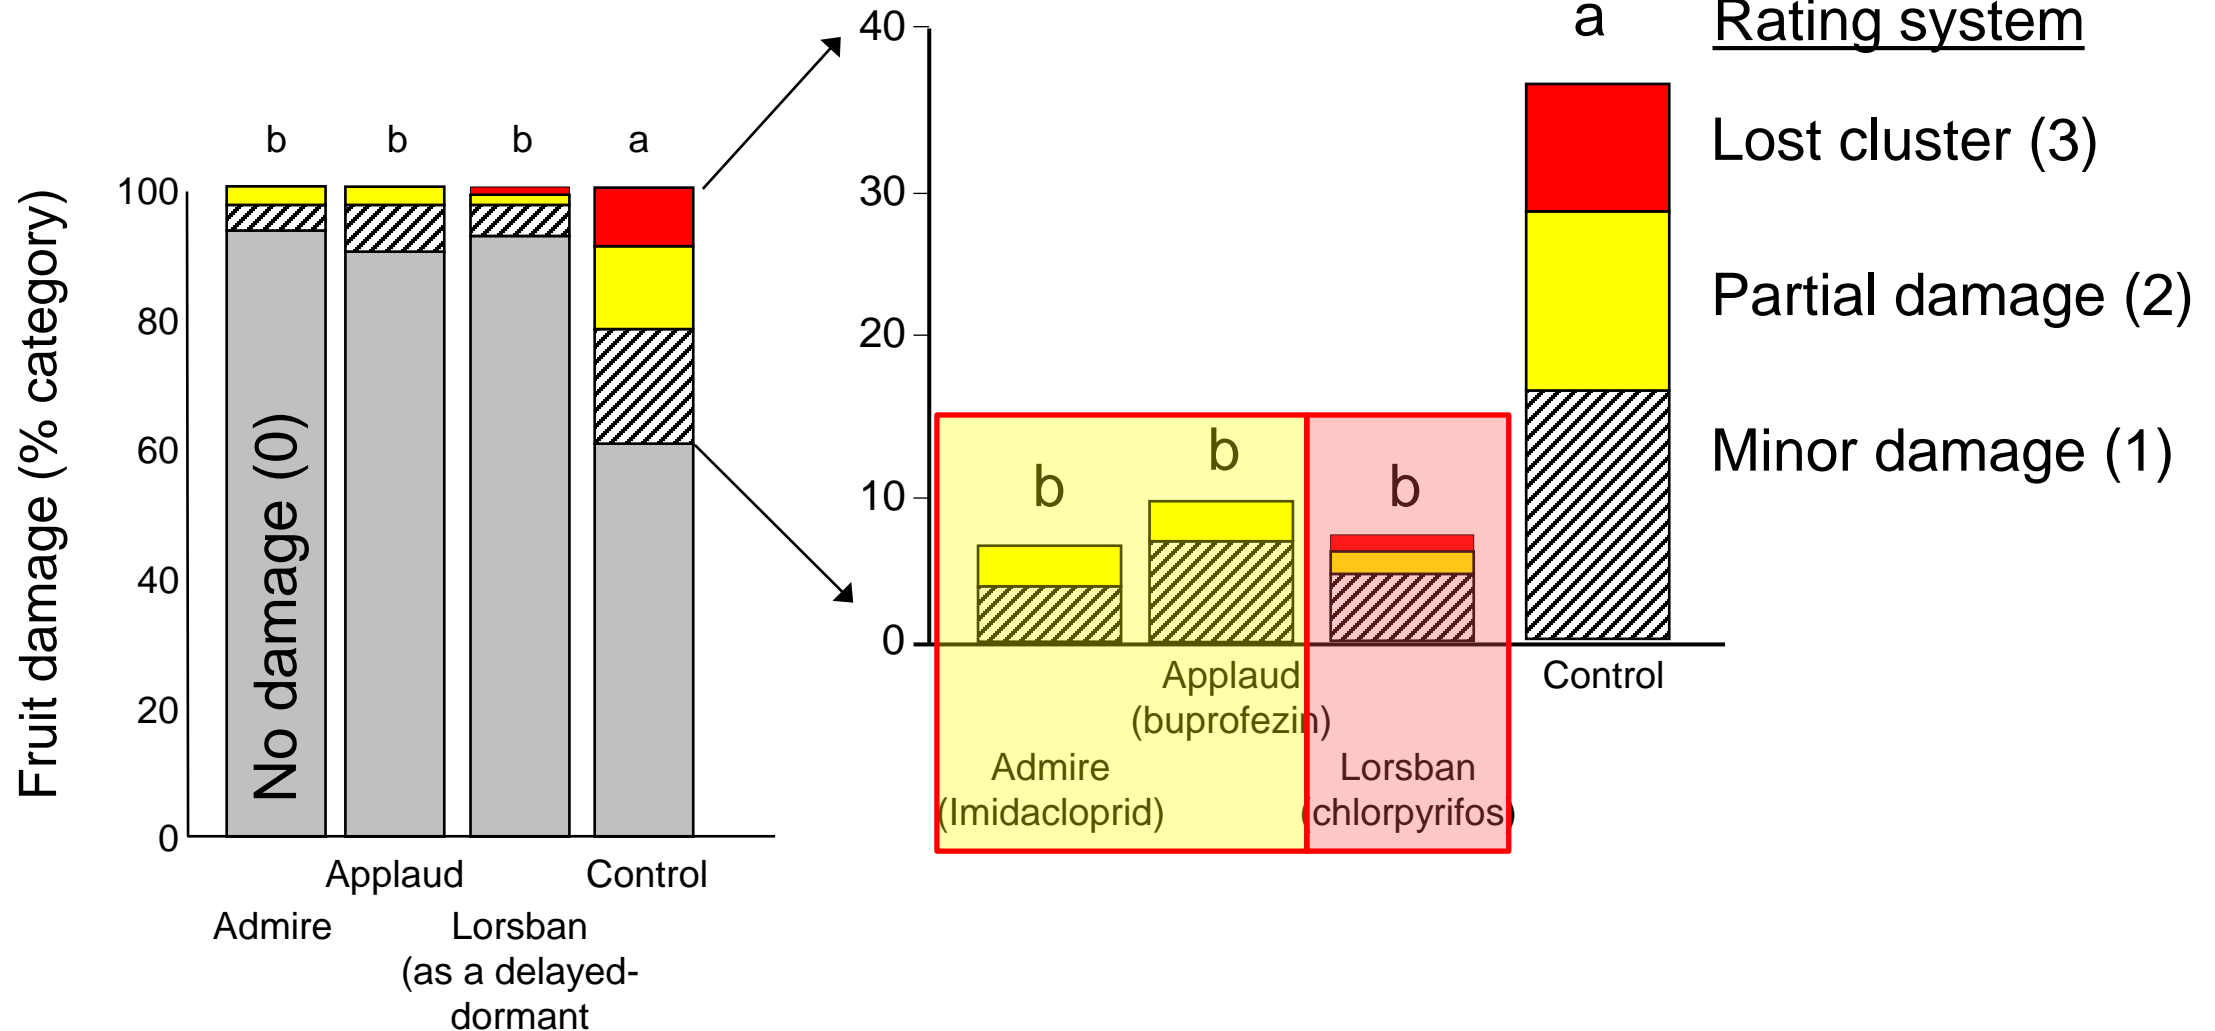 Fruit damage (% category)
100
80
60
40
20
0
b
b
b
a
No damage (0)
Applaud
Control
Admire
Lorsban
(as a delayed-
dormant
40
30
20
10
0
b
b
b
a
Applaud
(buprofezin)
Control
Admire
(Imidacloprid)
Lorsban
(chlorpyrifos)
Rating system
Lost cluster (3)
Partial damage (2)
Minor damage (1)